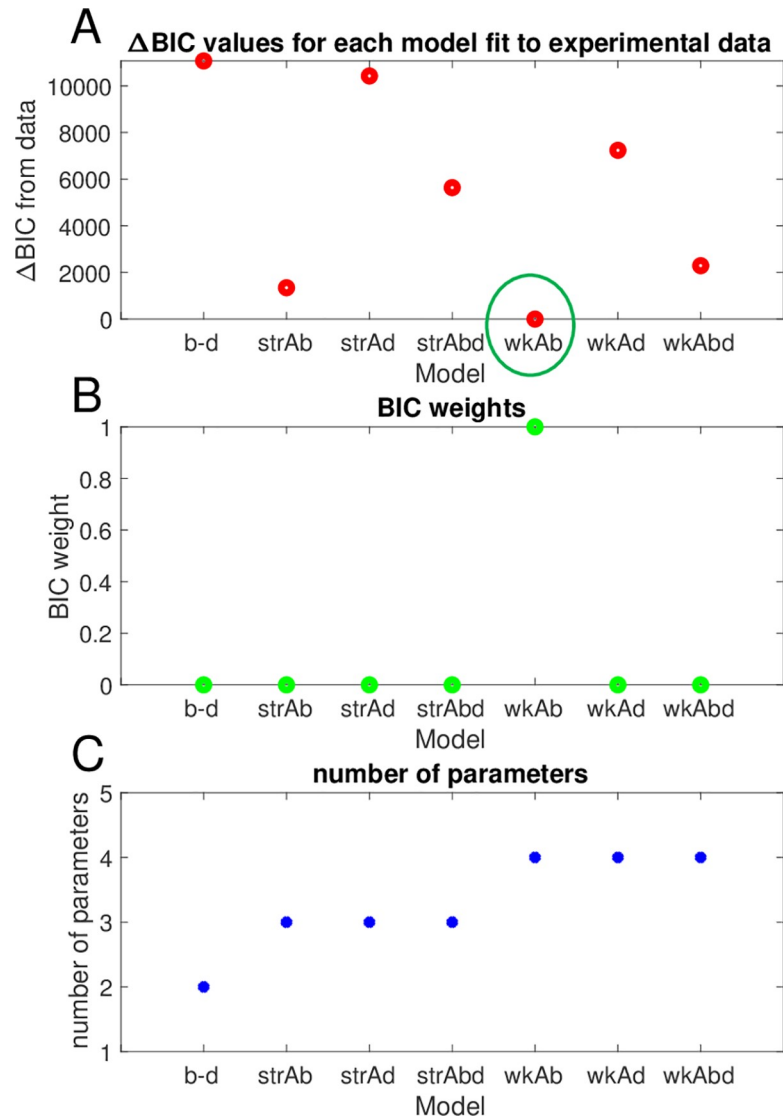 A
ΔBIC values for each model fit to experimental data
ΔBIC from data
10000
8000
6000
4000
2000
0
b-d strAb strAd strAbd wkAb wkAd wkAbd
Model
B
BIC weights
BIC weight
1
0.8
0.6
0.4
0.2
0
b-d strAb strAd strAbd wkAb wkAd wkAbd
Model
C
number of parameters
number of parameters
5
4
3
2
1
b-d strAb strAd strAbd wkAb wkAd wkAbd
Model